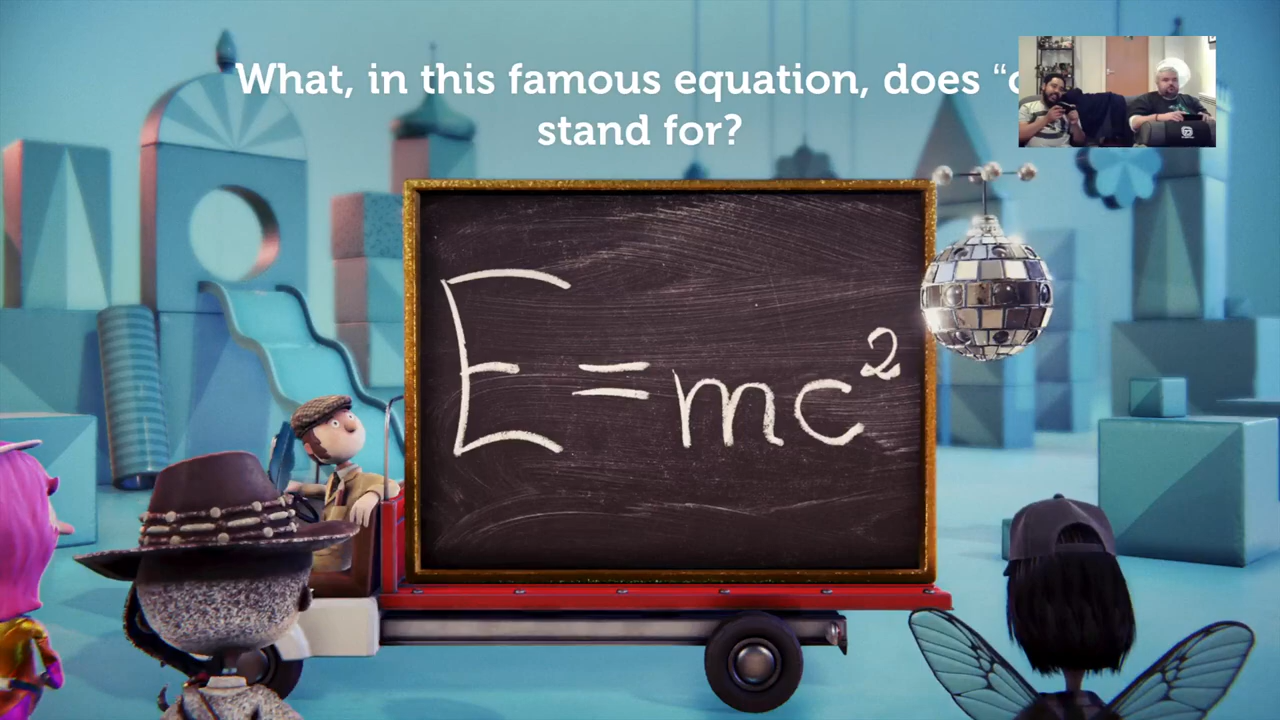 What, in this famous equation, does “c
stand for?
E=mc²